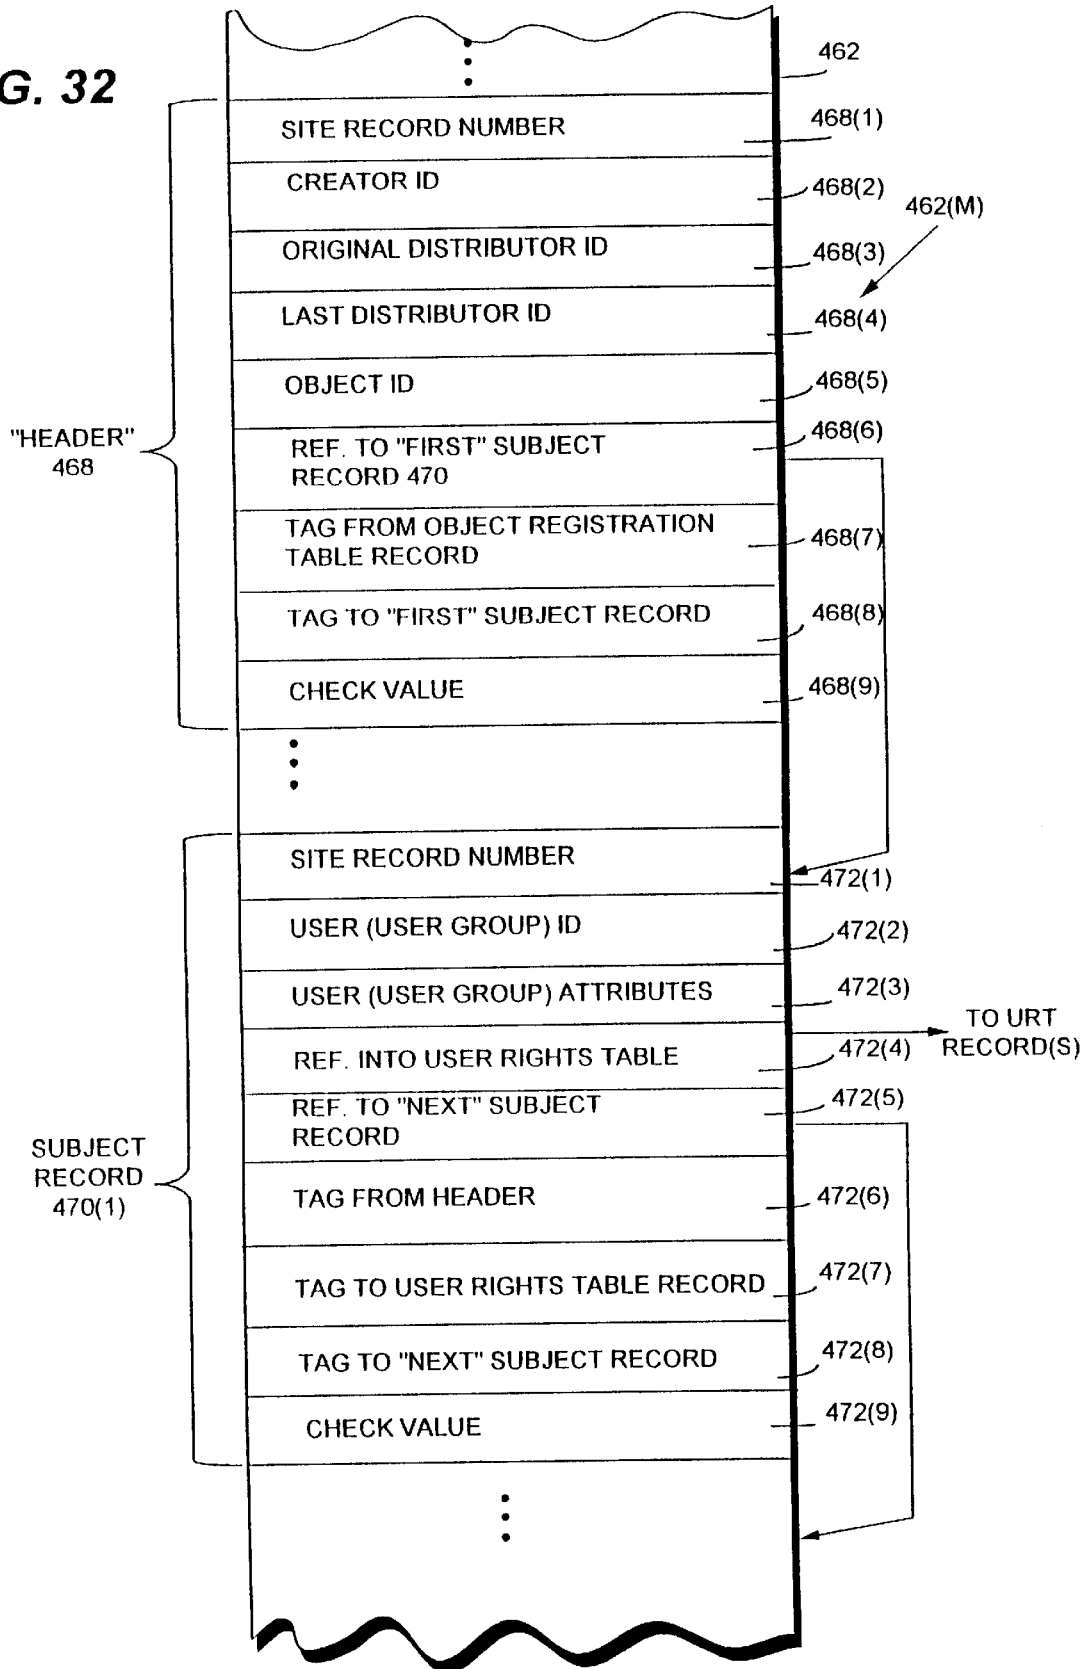 G. 32
462
SITE RECORD NUMBER 468(1)
CREATOR ID 468(2)
462(M)
ORIGINAL DISTRIBUTOR ID 468(3)
LAST DISTRIBUTOR ID 468(4)
OBJECT ID 468(5)
"HEADER"
468
REF. TO "FIRST" SUBJECT
RECORD 470
468(6)
TAG FROM OBJECT REGISTRATION
TABLE RECORD
468(7)
TAG TO "FIRST" SUBJECT RECORD 468(8)
CHECK VALUE 468(9)
SITE RECORD NUMBER 472(1)
USER (USER GROUP) ID 472(2)
USER (USER GROUP) ATTRIBUTES 472(3)
TO URT
RECORD(S)
REF. INTO USER RIGHTS TABLE 472(4)
REF. TO "NEXT" SUBJECT
RECORD
472(5)
SUBJECT
RECORD
470(1)
TAG FROM HEADER 472(6)
TAG TO USER RIGHTS TABLE RECORD 472(7)
TAG TO "NEXT" SUBJECT RECORD 472(8)
CHECK VALUE 472(9)